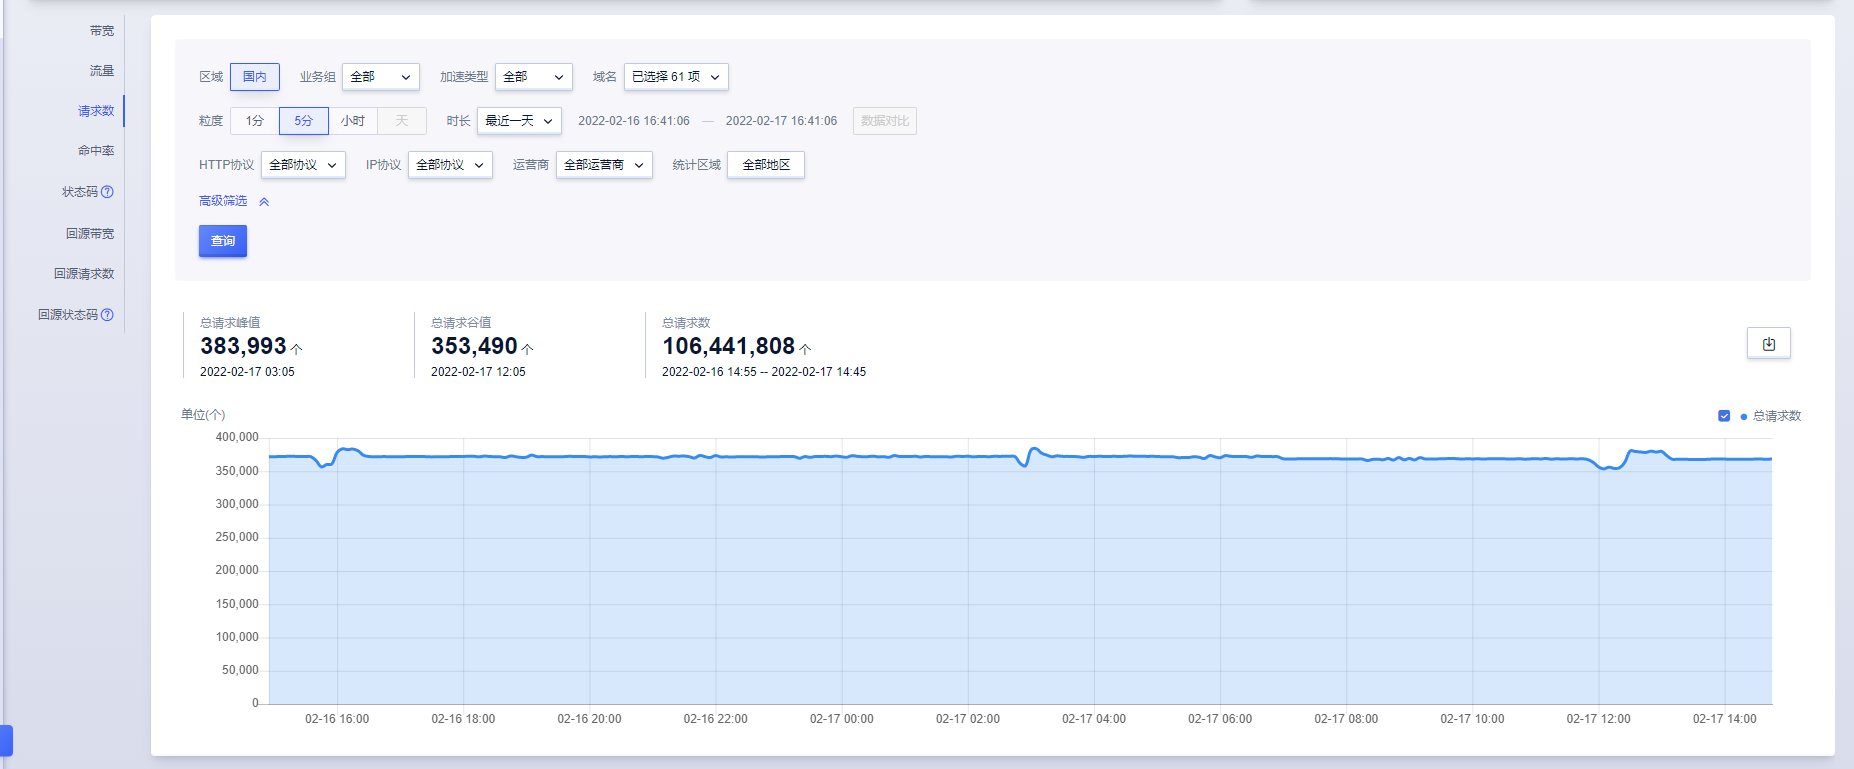 带宽
流量
请求数
命中率
状态码
回源带宽
回源请求数
回源状态码
区域 国内 业务组 全部 加速类型 全部 域名 已选择 61 项
粒度 1分 5分 小时 天 时长 最近一天 2022-02-16 16:41:06 — 2022-02-17 16:41:06 数据对比
HTTP协议 全部协议 IP协议 全部协议 运营商 全部运营商 统计区域 全部地区
高级筛选
查询
总请求峰值
383,993 个
2022-02-17 03:05
总请求谷值
353,490 个
2022-02-17 12:05
总请求数
106,441,808 个
2022-02-16 14:55 -- 2022-02-17 14:45
单位(个)
总请求数
400,000
350,000
300,000
250,000
200,000
150,000
100,000
50,000
0
02-16 16:00 02-16 18:00 02-16 20:00 02-16 22:00 02-17 00:00 02-17 02:00 02-17 04:00 02-17 06:00 02-17 08:00 02-17 10:00 02-17 12:00 02-17 14:00